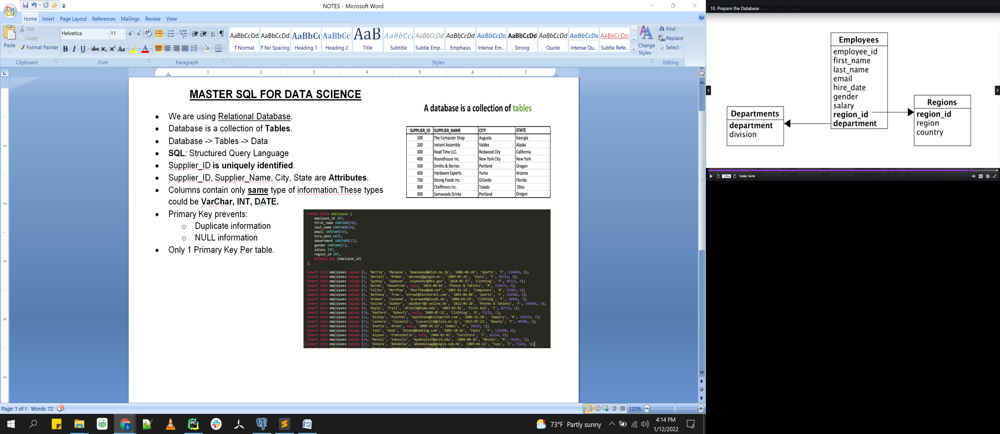 NOTES - Microsoft Word
Home Insert Page Layout References Mailings Review View
Paste
Cut
Copy
Format Painter
Clipboard
Helvetica 11
Font
Paragraph
AaBbCcDd AaBbCcDd AaBbCc AaBbCc AaB AaBbCcI AaBbCcDd AaBbCcDd AaBbCcDd AaBbCcDd AaBbCcDd AaBbCcDd AaBbCcDd
¶ Normal ¶ No Spacing Heading 1 Heading 2 Title Subtitle Subtle Emp... Emphasis Intense Em... Strong Quote Intense Qu... Subtle Refe...
Change Styles
Styles
Find
Replace
Select
Editing
1 2 3 4 5 6 7
MASTER SQL FOR DATA SCIENCE
• We are using Relational Database.
• Database is a collection of Tables.
• Database -> Tables -> Data
• SQL: Structured Query Language
• Supplier_ID is uniquely identified.
• Supplier_ID, Supplier_Name, City, State are Attributes.
• Columns contain only same type of information.These types
could be VarChar, INT, DATE.
• Primary Key prevents:
o Duplicate information
o NULL information
• Only 1 Primary Key Per table.
A database is a collection of tables
SUPPLIER_ID SUPPLIER_NAME CITY STATE
100 The Computer Shop Augusta Georgia
200 Instant Assembly Valdez Alaska
300 Read Time LLC. Redwood City California
400 Roundhouse Inc. New York City New York
500 Smiths & Berries Portland Oregon
600 Hardware Experts Yuma Arizona
700 Strong Foods Inc. Orlando Florida
800 Cheffmens Inc. Toledo Ohio
900 Samwoods Drinks Portland Oregon
create table employees (
employee_id INT,
first_name VARCHAR(50),
last_name VARCHAR(50),
email VARCHAR(50),
hire_date DATE,
department VARCHAR(17),
gender VARCHAR(1),
salary INT,
region_id INT,
primary key (employee_id)
);
insert into employees values (1, 'Berrie', 'Manueau', 'bmanueau0@dion.ne.jp', '2006-04-20', 'Sports', 'F', 154864, 4);
insert into employees values (2, 'Aeriell', 'McNee', 'amcnee1@google.es', '2009-01-26', 'Tools', 'F', 56752, 3);
insert into employees values (3, 'Sydney', 'Symonds', 'ssymonds2@hhs.gov', '2010-05-17', 'Clothing', 'F', 95313, 4);
insert into employees values (4, 'Avrom', 'Rowantree', null, '2014-08-02', 'Phones & Tablets', 'M', 119674, 7);
insert into employees values (5, 'Feliks', 'Morffew', 'fmorffew4@a8.net', '2003-01-14', 'Computers', 'M', 55307, 5);
insert into employees values (6, 'Bethena', 'Trow', 'btrow5@technorati.com', '2003-06-08', 'Sports', 'F', 134501, 3);
insert into employees values (7, 'Ardeen', 'Curwood', 'acurwood6@1und1.de', '2006-02-19', 'Clothing', 'F', 28995, 7);
insert into employees values (8, 'Seline', 'Dubber', 'sdubber7@t-online.de', '2012-05-28', 'Phones & Tablets', 'F', 101066, 3);
insert into employees values (9, 'Dayle', 'Trail', 'dtrail8@tamu.edu', '2003-03-01', 'First Aid', 'F', 82753, 1);
insert into employees values (10, 'Redford', 'Roberti', null, '2008-07-21', 'Clothing', 'M', 72225, 7);
insert into employees values (11, 'Nickey', 'Pointon', 'npointona@vistaprint.com', '2006-12-30', 'Jewelry', 'M', 126333, 7);
insert into employees values (12, 'Leonora', 'Casaroli', 'lcasarolib@plala.or.jp', '2013-07-22', 'Beauty', 'F', 99504, 3);
insert into employees values (13, 'Anetta', 'Arnao', null, '2009-05-23', 'Games', 'F', 38162, 1);
insert into employees values (14, 'Jodi', 'Hook', 'jhookd@booking.com', '2003-10-16', 'Tools', 'F', 126588, 2);
insert into employees values (15, 'Alyson', 'Franzonello', null, '2004-01-01', 'Furniture', 'F', 61256, 6);
insert into employees values (16, 'Merell', 'Yakovliv', 'myakovlivf@ucsd.edu', '2008-08-16', 'Movies', 'M', 78141, 7);
insert into employees values (17, 'Annora', 'Bendelow', 'abendelowg@google.com.hk', '2009-06-12', 'Toys', 'F', 75283, 5);
Page: 1 of 1 Words: 72
120%
73°F Partly sunny
4:14 PM
1/12/2022
10. Prepare the Database
Employees
employee_id
first_name
last_name
email
hire_date
gender
salary
region_id
department
Departments
department
division
Regions
region_id
region
country
1.25x 13:08 / 14:18